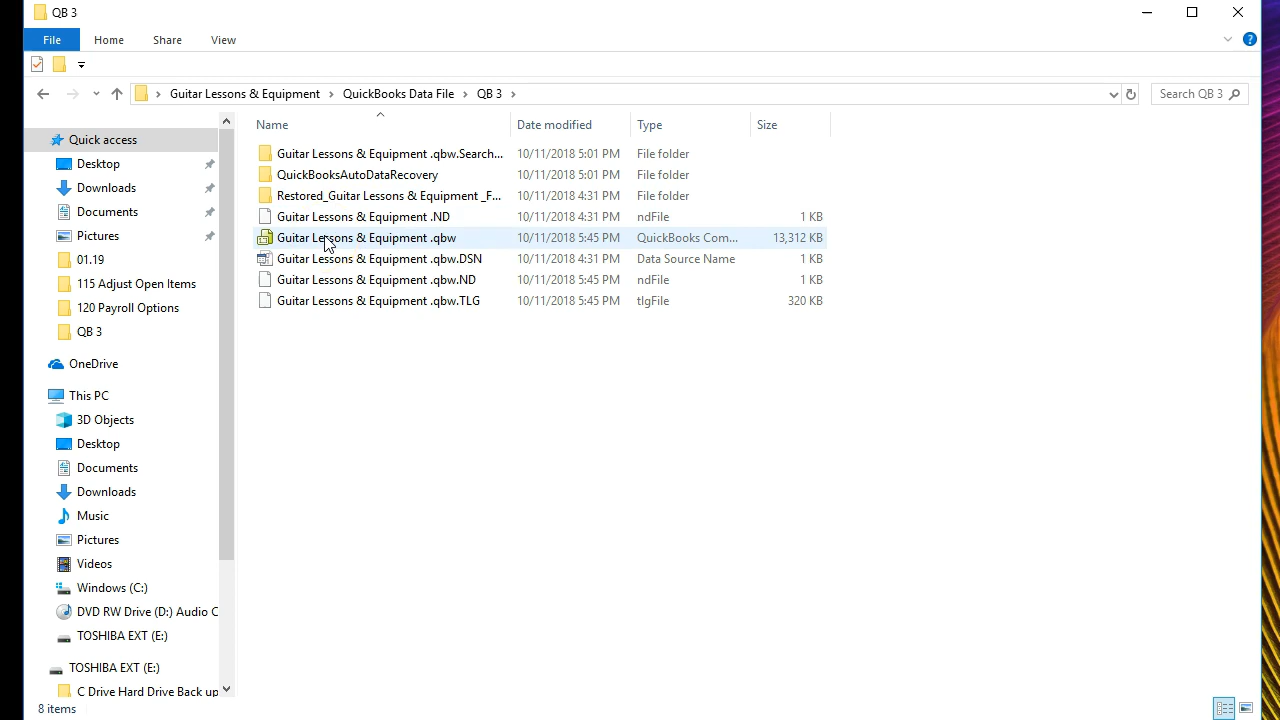 QB 3
File Home Share View
Guitar Lessons & Equipment QuickBooks Data File QB 3 Search QB 3
Name Date modified Type Size
Guitar Lessons & Equipment .qbw.Search... 10/11/2018 5:01 PM File folder
QuickBooksAutoDataRecovery 10/11/2018 5:01 PM File folder
Restored_Guitar Lessons & Equipment _F... 10/11/2018 4:31 PM File folder
Guitar Lessons & Equipment .ND 10/11/2018 4:31 PM ndFile 1 KB
Guitar Lessons & Equipment .qbw 10/11/2018 5:45 PM QuickBooks Com... 13,312 KB
Guitar Lessons & Equipment .qbw.DSN 10/11/2018 4:31 PM Data Source Name 1 KB
Guitar Lessons & Equipment .qbw.ND 10/11/2018 5:45 PM ndFile 1 KB
Guitar Lessons & Equipment .qbw.TLG 10/11/2018 5:45 PM tlgFile 320 KB
Quick access
Desktop
Downloads
Documents
Pictures
01.19
115 Adjust Open Items
120 Payroll Options
QB 3
OneDrive
This PC
3D Objects
Desktop
Documents
Downloads
Music
Pictures
Videos
Windows (C:)
DVD RW Drive (D:) Audio C
TOSHIBA EXT (E:)
TOSHIBA EXT (E:)
C Drive Hard Drive Back up
8 items